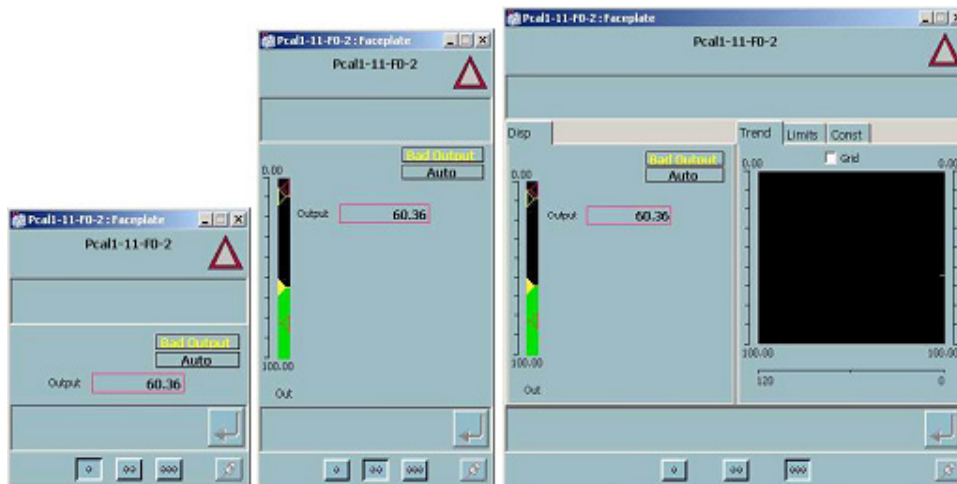 Pcal1-11-F0-2 : Faceplate
Pcal1-11-F0-2
Bad Output
Auto
Output 60.36
Pcal1-11-F0-2 : Faceplate
Pcal1-11-F0-2
Bad Output
Auto
0.00
Output 60.36
100.00
Out
Pcal1-11-F0-2 : Faceplate
Pcal1-11-F0-2
Disp
Bad Output
Auto
0.00
Output 60.36
100.00
Out
Trend Limits Const
Grid
0.00 0.00
100.00 100.00
120 0